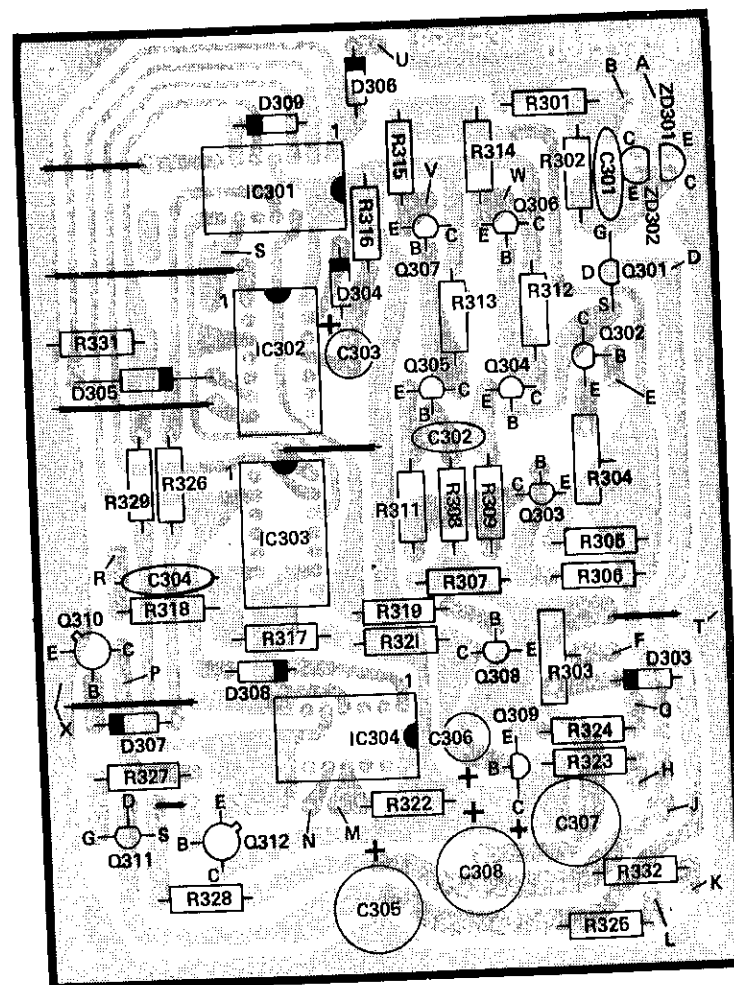 U
B A
D306
R301
ZD301
D309
1
C E
R315
R314
R302
C301
IC301
V
W
E C
ZD302
R316
Q306
G
E C
E C
B
B
S
Q307
D Q301 D
D304
R313
R312
S
1
C
Q302
R331
IC302
C303
B
Q305
Q304
E
D305
E C
E C
E
B
B
C302
R326
R329
1
R304
B
R311
R308
R309
C E
Q303
IC303
R305
R
C304
R307
R306
R318
R319
Q310
R317
R321
B
T
E C
C E
F
P
R303
D303
D308
1
B
Q309
G
X
D307
IC304
C306
E
R324
B
R323
R327
H
D
E
R322
C
J
G S
B
Q312
N
M
C307
Q311
C
C308
R332
K
R328
C305
R325
L